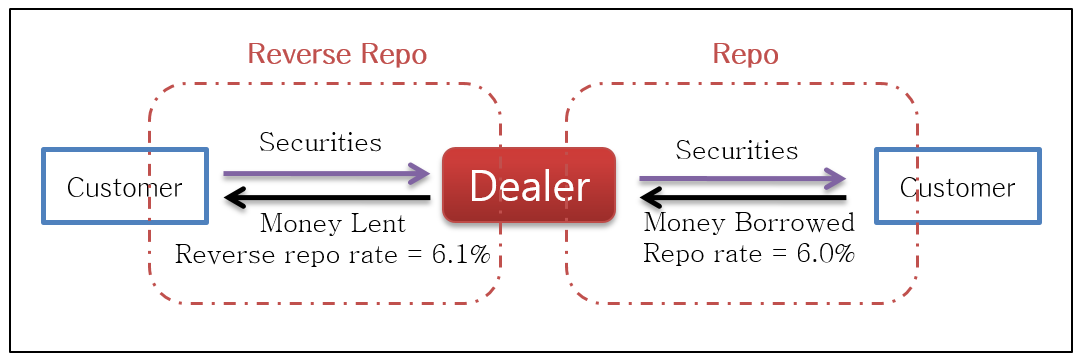 Reverse Repo
Repo
Securities
Securities
Customer
Dealer
Customer
Money Lent
Reverse repo rate = 6.1%
Money Borrowed
Repo rate = 6.0%